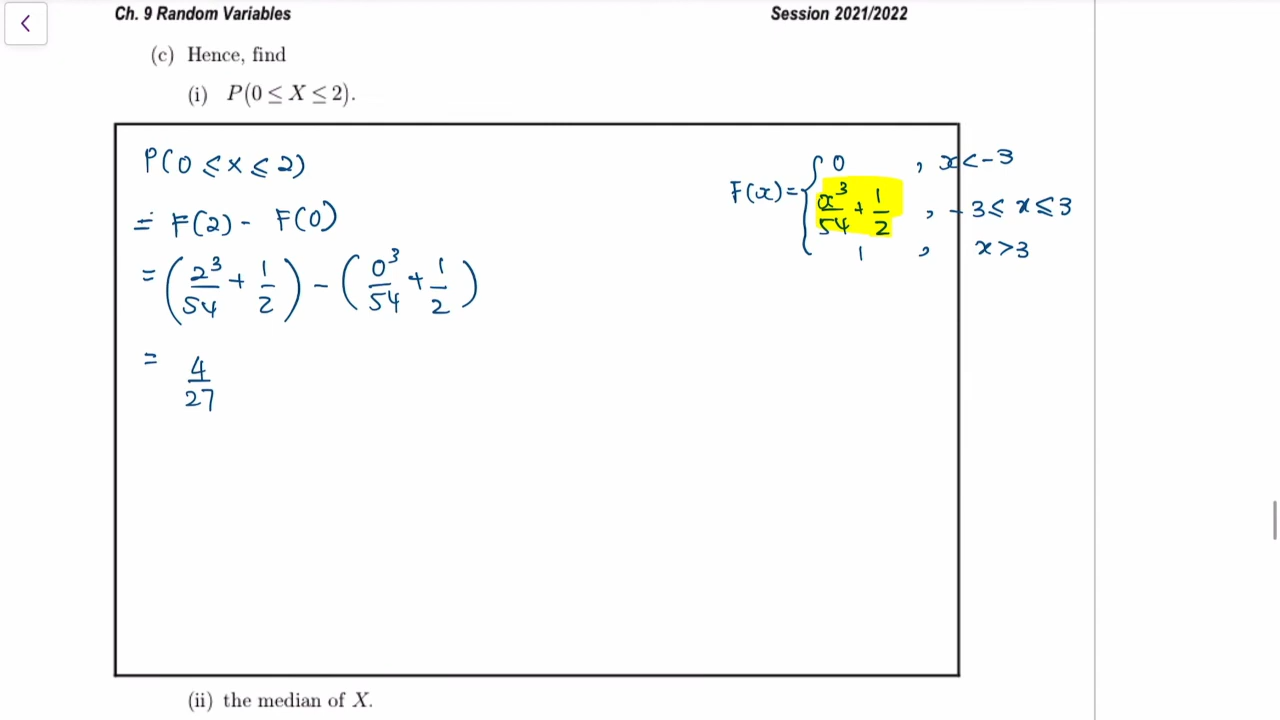 Ch. 9 Random Variables Session 2021/2022
(c) Hence, find
(i) P(0 ≤ X ≤ 2).
P(0 ≤ x ≤ 2)
= F(2) - F(0)
= (2³/54 + 1/2) - (0³/54 + 1/2)
= 4/27
F(x) = { 0 , x < -3
x³/54 + 1/2 , -3 ≤ x ≤ 3
1 , x > 3
(ii) the median of X.